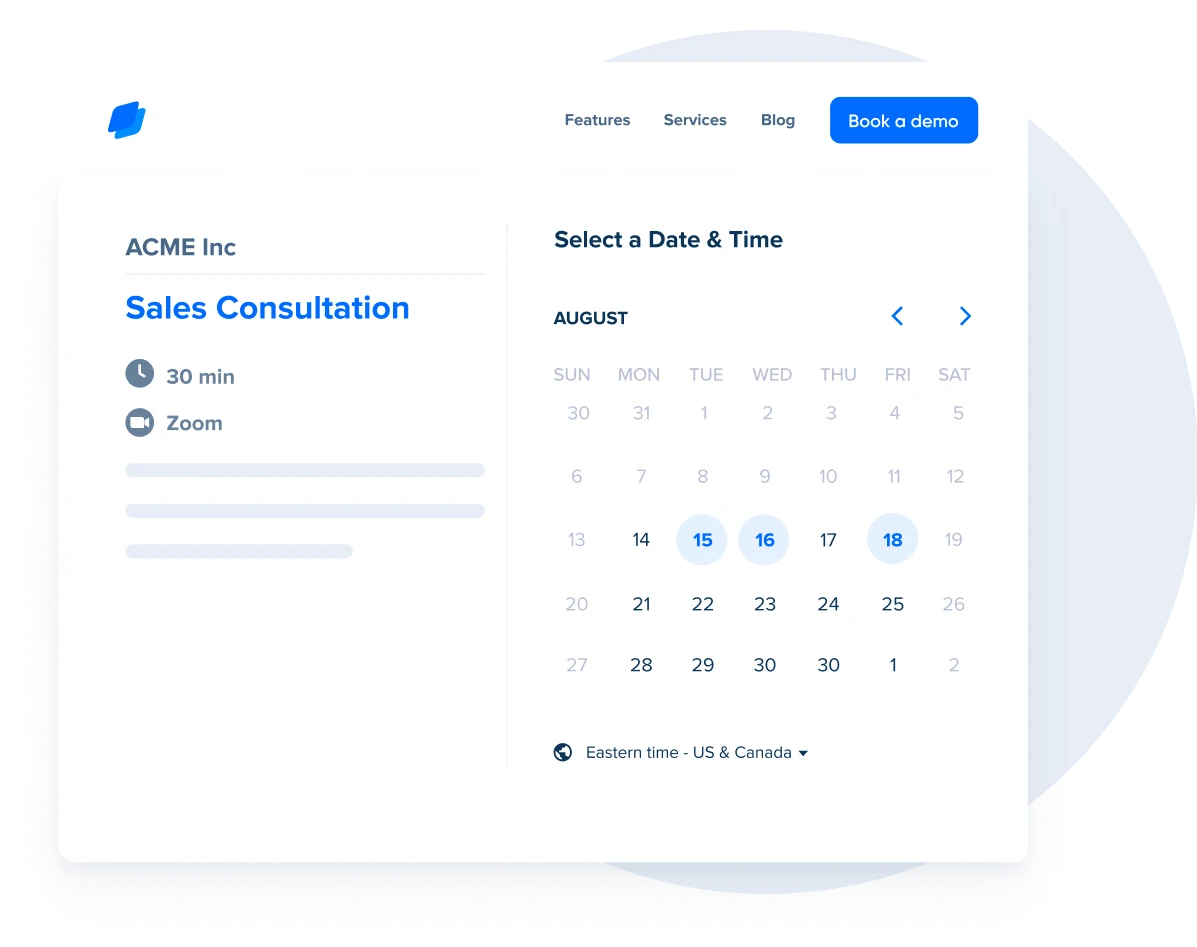 Features Services Blog Book a demo
ACME Inc
Sales Consultation
30 min
Zoom
Select a Date & Time
AUGUST
SUN MON TUE WED THU FRI SAT
30 31 1 2 3 4 5
6 7 8 9 10 11 12
13 14 15 16 17 18 19
20 21 22 23 24 25 26
27 28 29 30 30 1 2
Eastern time - US & Canada